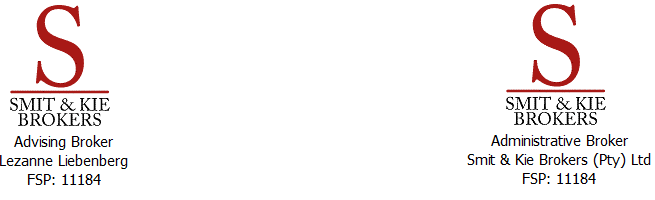 S
SMIT & KIE
BROKERS
Advising Broker
Lezanne Liebenberg
FSP: 11184
S
SMIT & KIE
BROKERS
Administrative Broker
Smit & Kie Brokers (Pty) Ltd
FSP: 11184